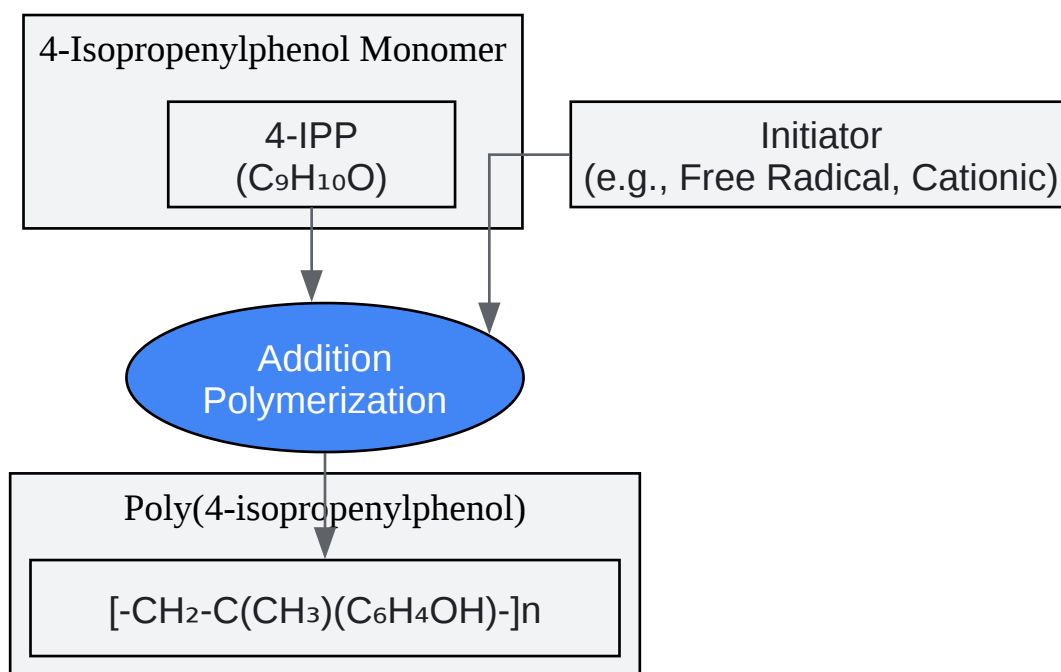 4-Isopropenylphenol Monomer
4-IPP
(C₉H₁₀O)
Initiator
(e.g., Free Radical, Cationic)
Addition
Polymerization
Poly(4-isopropenylphenol)
[-CH₂-C(CH₃)(C₆H₄OH)-]n